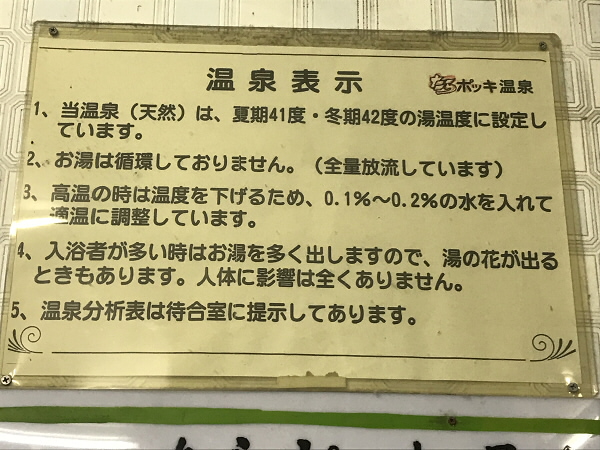 温泉表示
ポッキ温泉
1、当温泉（天然）は、夏期41度・冬期42度の湯温度に設定し
ています。
2、お湯は循環しておりません。（全量放流しています）
3、高温の時は温度を下げるため、0.1%〜0.2%の水を入れて
適温に調整しています。
4、入浴者が多い時はお湯を多く出しますので、湯の花が出る
ときもあります。人体に影響は全くありません。
5、温泉分析表は待合室に提示してあります。